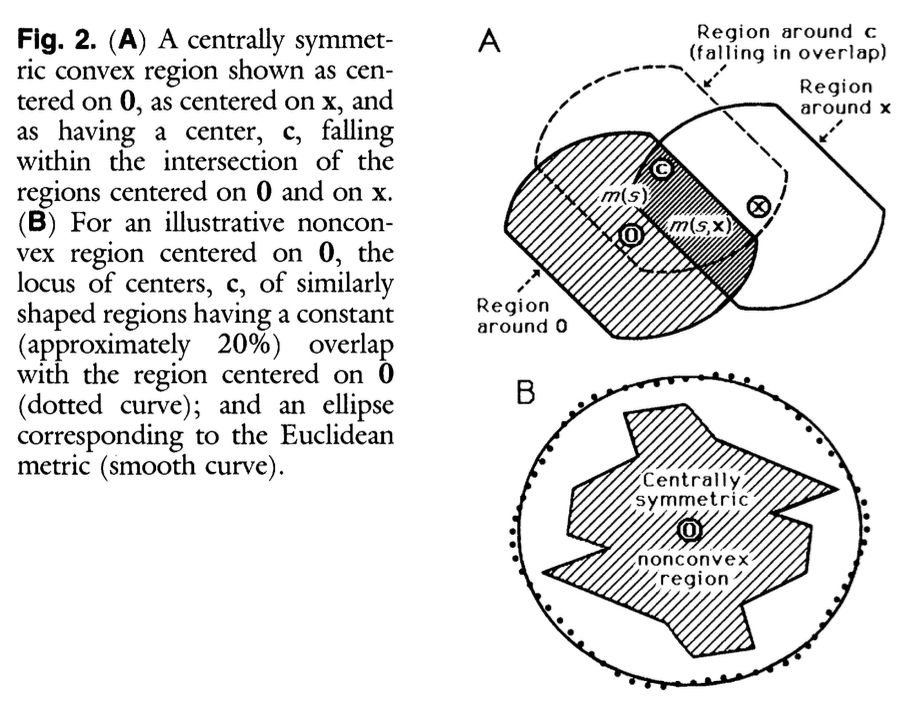 Fig. 2. (A) A centrally symmet-
ric convex region shown as cen-
tered on 0, as centered on x, and
as having a center, c, falling
within the intersection of the
regions centered on 0 and on x.
(B) For an illustrative noncon-
vex region centered on 0, the
locus of centers, c, of similarly
shaped regions having a constant
(approximately 20%) overlap
with the region centered on 0
(dotted curve); and an ellipse
corresponding to the Euclidean
metric (smooth curve).
A
Region around c
(falling in overlap)
Region
around x
c
m(s)
x
m(s,x)
0
Region
around 0
B
Centrally
symmetric
0
nonconvex
region